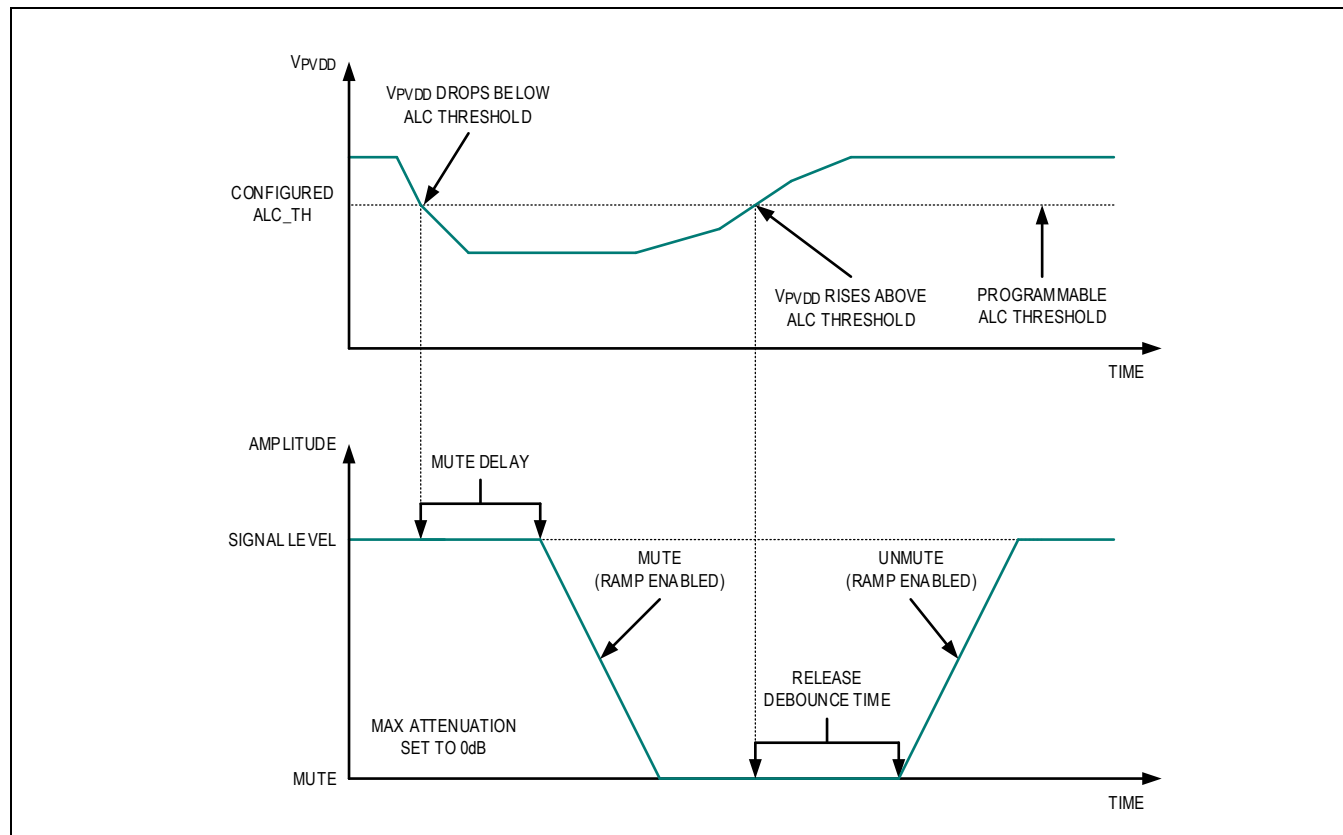 VPVDD
VPVDD DROPS BELOW
ALC THRESHOLD
CONFIGURED
ALC_TH
VPVDD RISES ABOVE
ALC THRESHOLD
PROGRAMMABLE
ALC THRESHOLD
TIME
AMPLITUDE
MUTE DELAY
SIGNAL LEVEL
MUTE
(RAMP ENABLED)
UNMUTE
(RAMP ENABLED)
RELEASE
DEBOUNCE TIME
MAX ATTENUATION
SET TO 0dB
MUTE
TIME